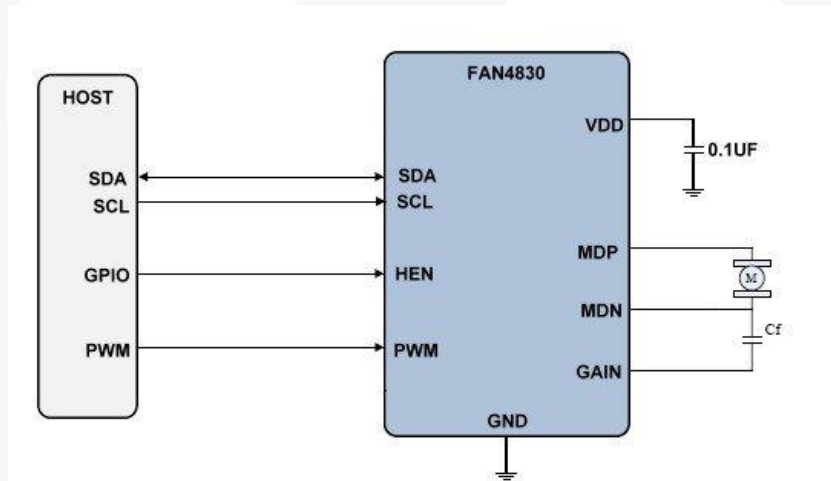 FAN4830
HOST
VDD
0.1UF
SDA
SDA
SCL
SCL
MDP
GPIO
HEN
M
MDN
Cf
PWM
PWM
GAIN
GND